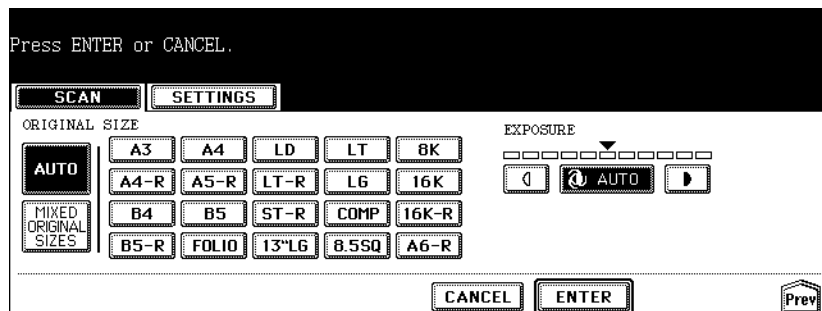 Press ENTER or CANCEL.
SCAN SETTINGS
ORIGINAL SIZE
AUTO
MIXED
ORIGINAL
SIZES
A3 A4 LD LT 8K
A4-R A5-R LT-R LG 16K
B4 B5 ST-R COMP 16K-R
B5-R FOLIO 13"LG 8.5SQ A6-R
EXPOSURE
AUTO
CANCEL ENTER
Prev